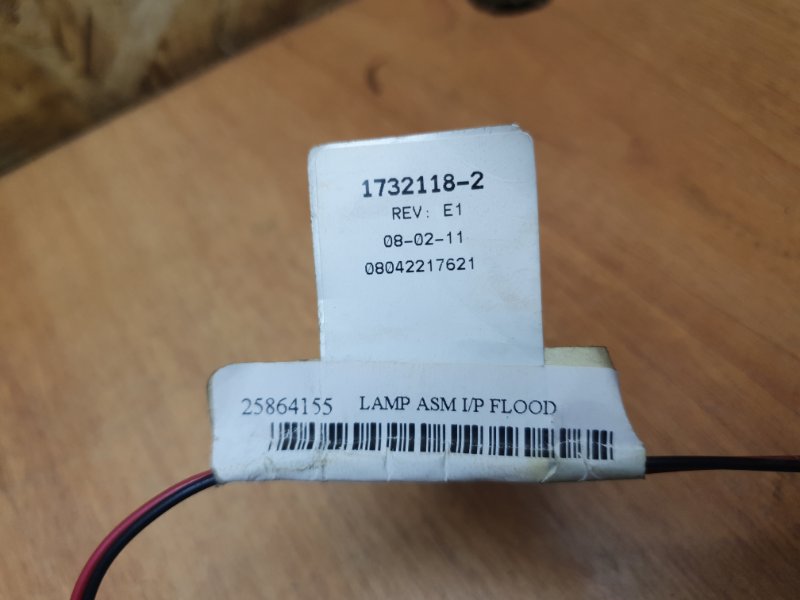 1732118-2
REV: E1
08-02-11
08042217621
25864155 LAMP ASM I/P FLOOD